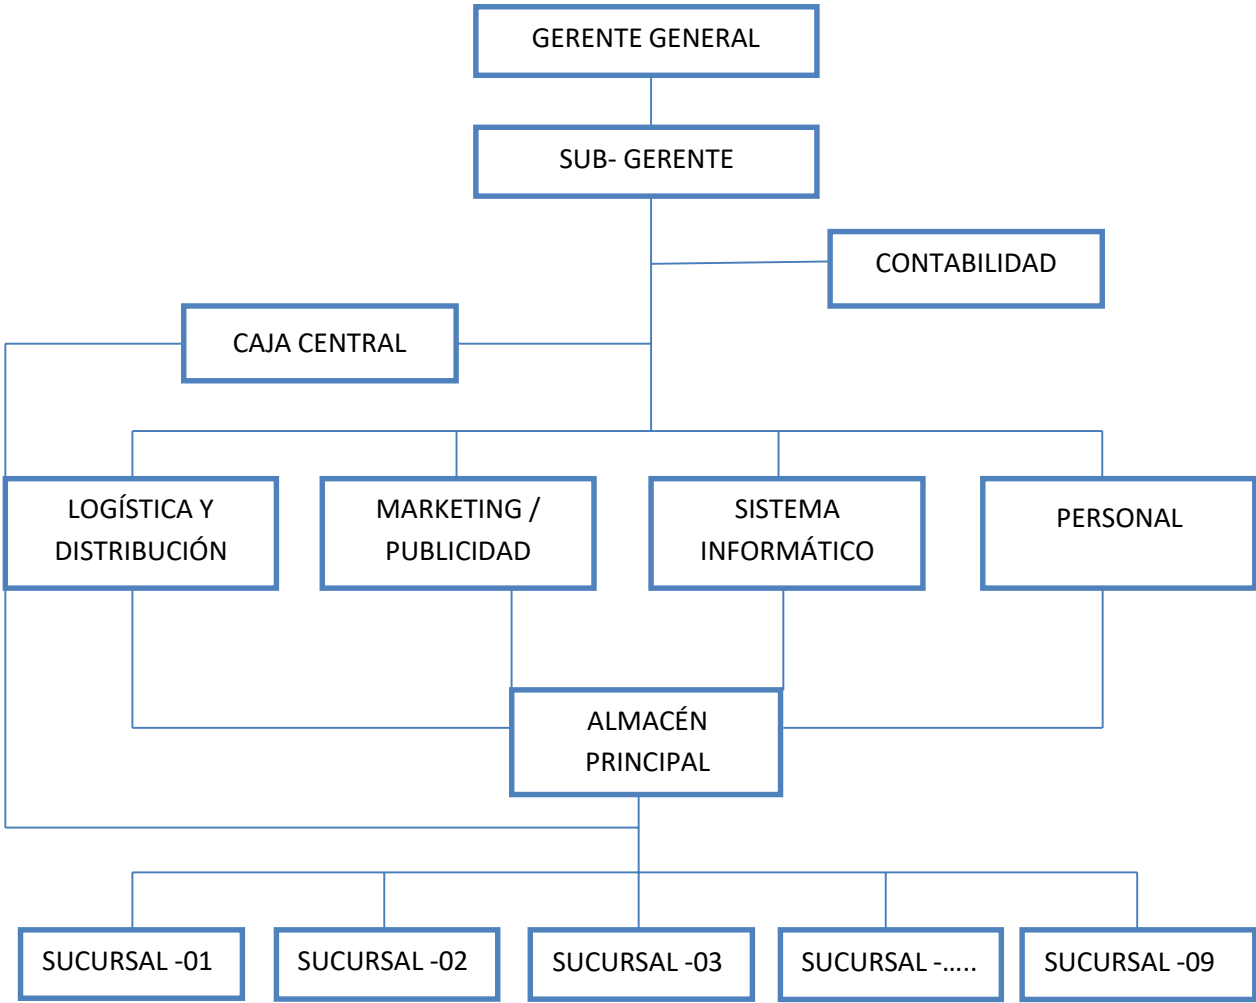 GERENTE GENERAL
SUB- GERENTE
CONTABILIDAD
CAJA CENTRAL
LOGÍSTICA Y
DISTRIBUCIÓN
MARKETING /
PUBLICIDAD
SISTEMA
INFORMÁTICO
PERSONAL
ALMACÉN
PRINCIPAL
SUCURSAL -01
SUCURSAL -02
SUCURSAL -03
SUCURSAL -…..
SUCURSAL -09